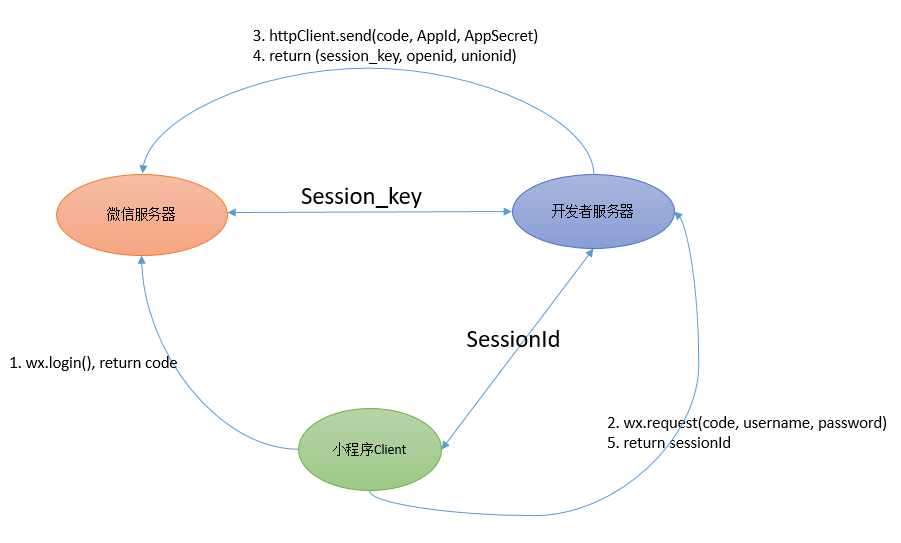 3. httpClient.send(code, AppId, AppSecret)
4. return (session_key, openid, unionid)
Session_key
微信服务器
开发者服务器
SessionId
1. wx.login(), return code
2. wx.request(code, username, password)
5. return sessionId
小程序Client